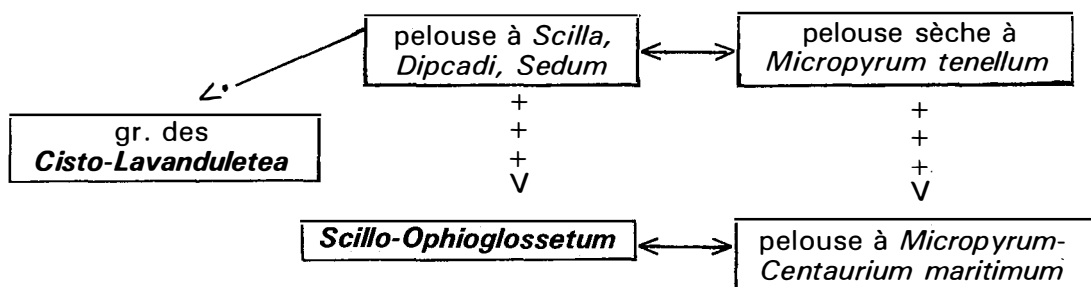 pelouse à Scilla,
Dipcadi, Sedum
pelouse sèche à
Micropyrum tenellum
gr. des
Cisto-Lavanduletea
+
+
+
+
+
+
V
V
Scillo-Ophioglossetum
pelouse à Micropyrum-
Centaurium maritimum